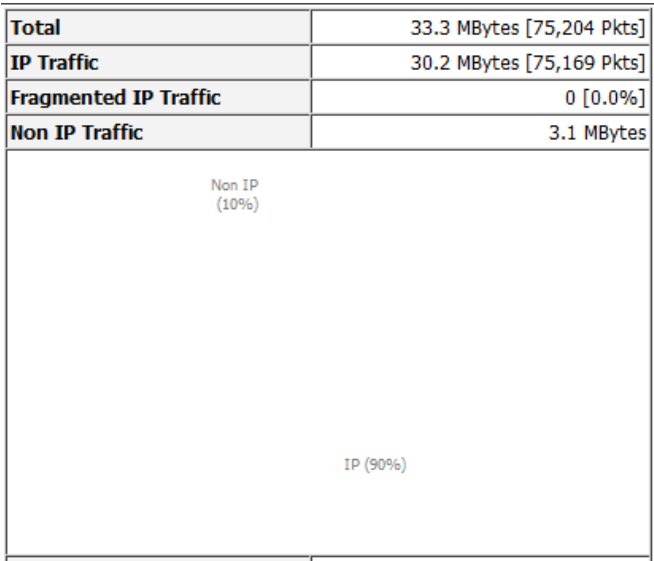 Total 33.3 MBytes [75,204 Pkts]
IP Traffic 30.2 MBytes [75,169 Pkts]
Fragmented IP Traffic 0 [0.0%]
Non IP Traffic 3.1 MBytes
Non IP
(10%)
IP (90%)